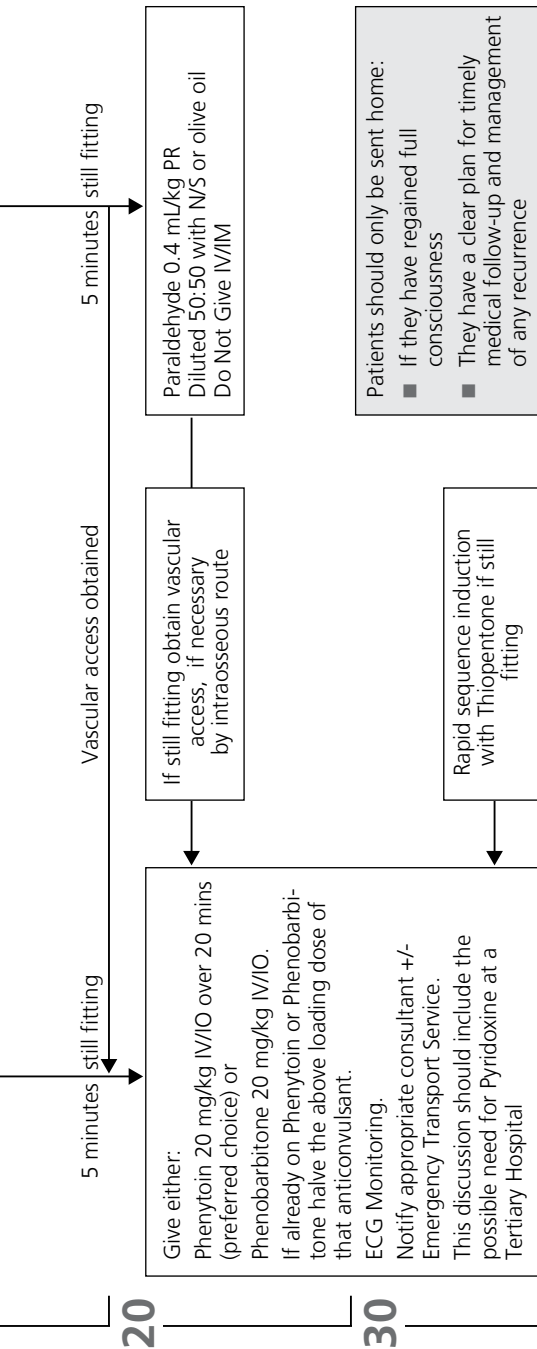 5 minutes still fitting
Vascular access obtained
5 minutes still fitting
20
Give either:
Phenytoin 20 mg/kg IV/IO over 20 mins
(preferred choice) or
Phenobarbitone 20 mg/kg IV/IO.
If already on Phenytoin or Phenobarbi-
tone halve the above loading dose of
that anticonvulsant.
ECG Monitoring.
Notify appropriate consultant +/-
Emergency Transport Service.
This discussion should include the
possible need for Pyridoxine at a
Tertiary Hospital
If still fitting obtain vascular
access, if necessary
by intraosseous route
Paraldehyde 0.4 mL/kg PR
Diluted 50:50 with N/S or olive oil
Do Not Give IV/IM
30
Rapid sequence induction
with Thiopentone if still
fitting
Patients should only be sent home:
■ If they have regained full
consciousness
■ They have a clear plan for timely
medical follow-up and management
of any recurrence